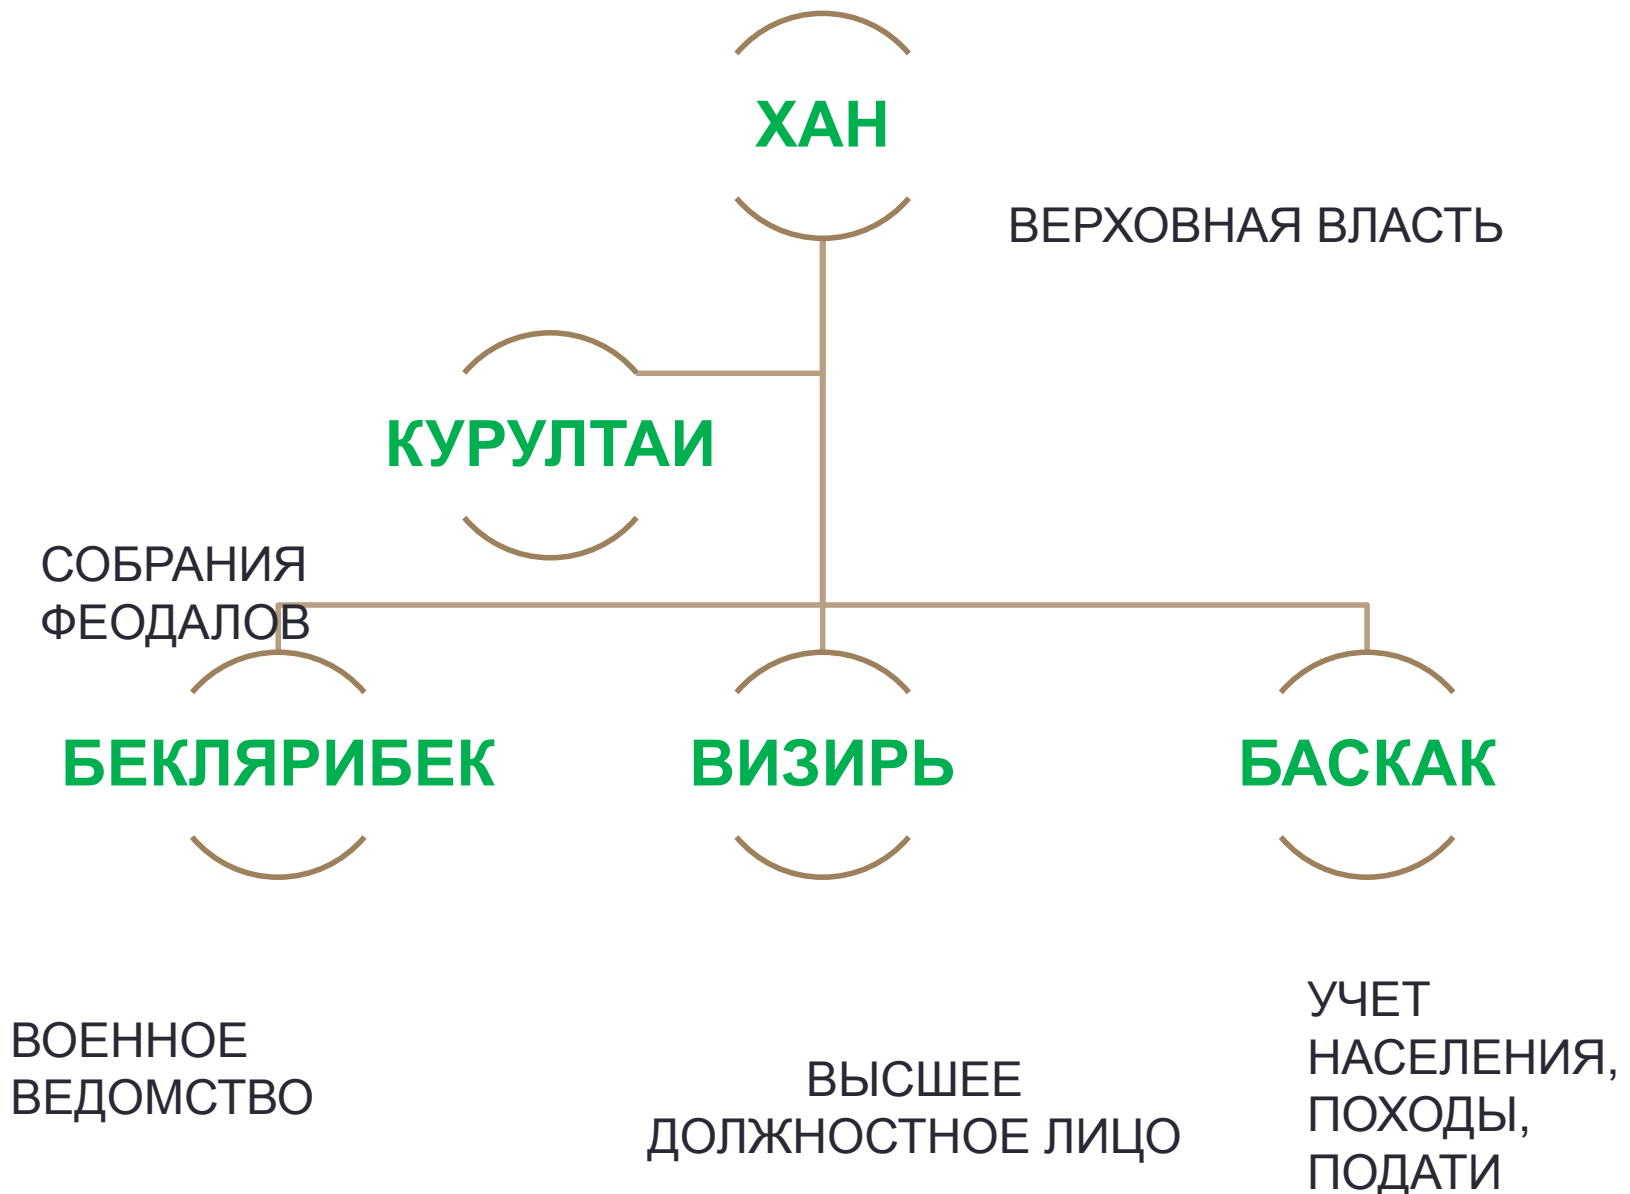 ХАН
ВЕРХОВНАЯ ВЛАСТЬ
КУРУЛТАИ
СОБРАНИЯ
ФЕОДАЛОВ
БЕКЛЯРИБЕК
ВИЗИРЬ
БАСКАК
ВОЕННОЕ
ВЕДОМСТВО
ВЫСШЕЕ
ДОЛЖНОСТНОЕ ЛИЦО
УЧЕТ
НАСЕЛЕНИЯ,
ПОХОДЫ,
ПОДАТИ